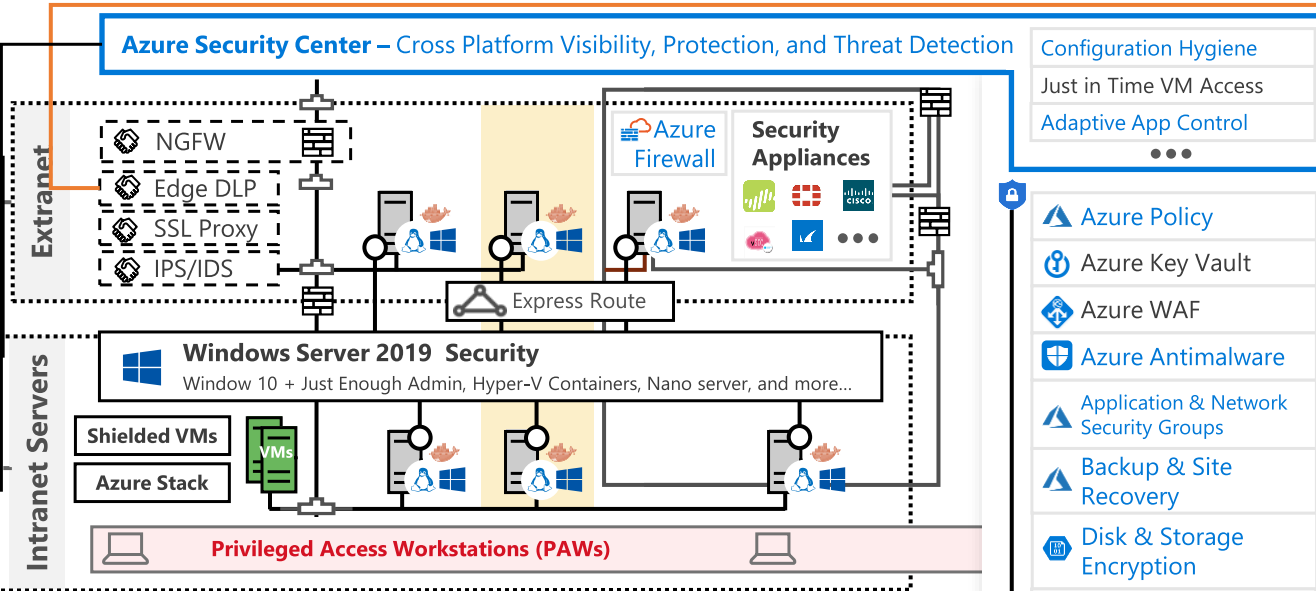 Azure Security Center – Cross Platform Visibility, Protection, and Threat Detection
Configuration Hygiene
Just in Time VM Access
Adaptive App Control
Extranet
NGFW
Edge DLP
SSL Proxy
IPS/IDS
Azure
Firewall
Security
Appliances
CISCO
Express Route
Intranet Servers
Windows Server 2019 Security
Window 10 + Just Enough Admin, Hyper-V Containers, Nano server, and more...
Shielded VMs
VMs
Azure Stack
Privileged Access Workstations (PAWs)
Azure Policy
Azure Key Vault
Azure WAF
Azure Antimalware
Application & Network
Security Groups
Backup & Site
Recovery
Disk & Storage
Encryption